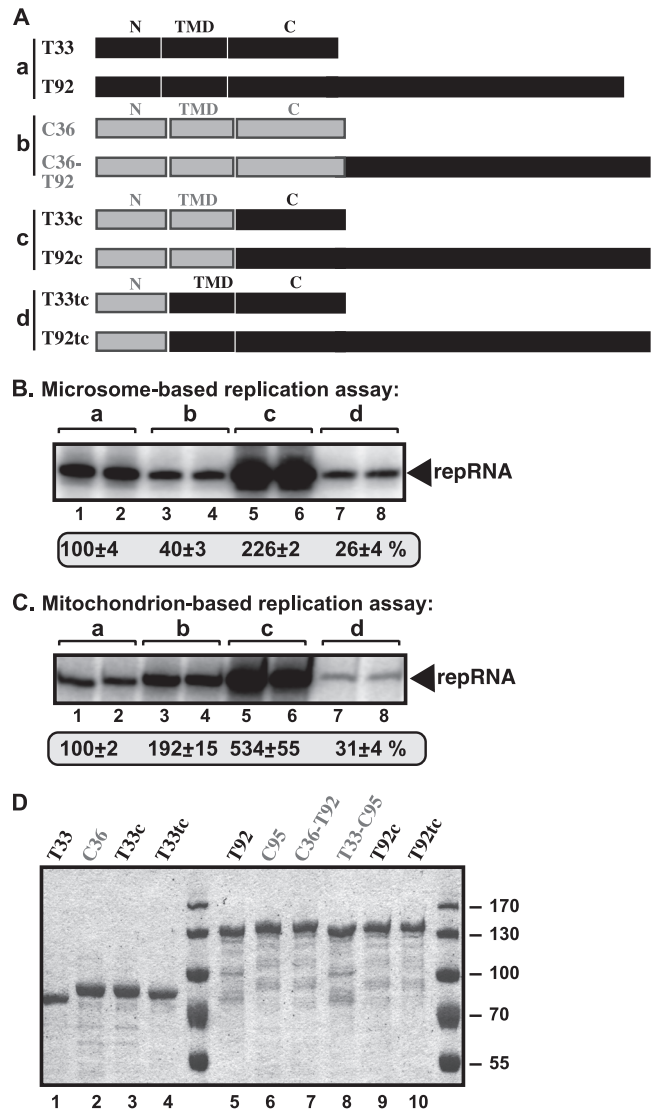 A
N TMD C
a
T33
T92
N TMD C
b
C36
C36-
T92
N TMD C
c
T33c
T92c
N TMD C
d
T33tc
T92tc
B. Microsome-based replication assay:
a b c d
repRNA
1 2 3 4 5 6 7 8
100±4 40±3 226±2 26±4 %
C. Mitochondrion-based replication assay:
a b c d
repRNA
1 2 3 4 5 6 7 8
100±2 192±15 534±55 31±4 %
D
T33 C36 T33c T33tc T92 C95 C36-T92 T33-C95 T92c T92tc
– 170
– 130
– 100
– 70
– 55
1 2 3 4 5 6 7 8 9 10